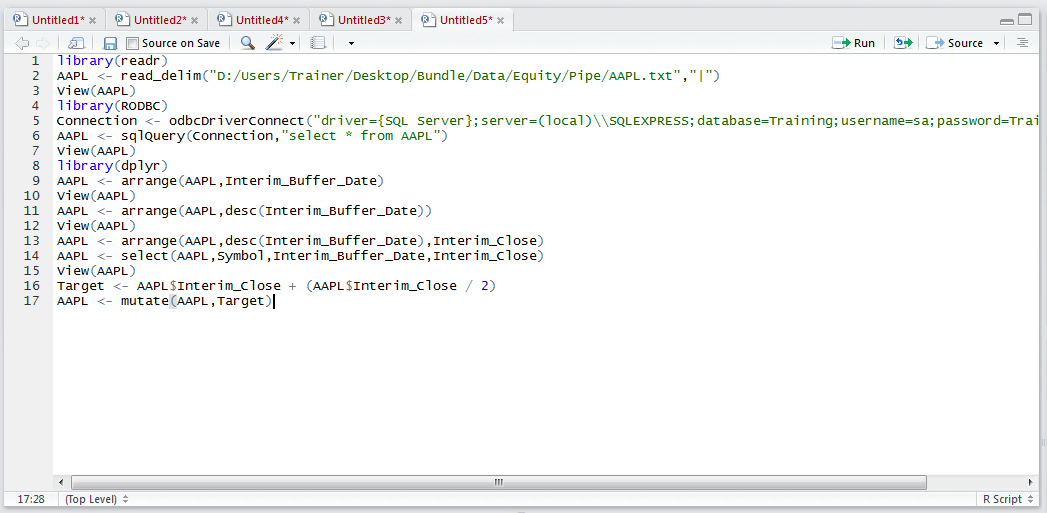 Untitled1* Untitled2* Untitled4* Untitled3* Untitled5*
Source on Save Run Source
1 library(readr)
2 AAPL <- read_delim("D:/Users/Trainer/Desktop/Bundle/Data/Equity/Pipe/AAPL.txt","|")
3 View(AAPL)
4 library(RODBC)
5 Connection <- odbcDriverConnect("driver={SQL Server};server=(local)\\SQLEXPRESS;database=Training;username=sa;password=Trai
6 AAPL <- sqlQuery(Connection,"select * from AAPL")
7 View(AAPL)
8 library(dplyr)
9 AAPL <- arrange(AAPL,Interim_Buffer_Date)
10 View(AAPL)
11 AAPL <- arrange(AAPL,desc(Interim_Buffer_Date))
12 View(AAPL)
13 AAPL <- arrange(AAPL,desc(Interim_Buffer_Date),Interim_Close)
14 AAPL <- select(AAPL,Symbol,Interim_Buffer_Date,Interim_Close)
15 View(AAPL)
16 Target <- AAPL$Interim_Close + (AAPL$Interim_Close / 2)
17 AAPL <- mutate(AAPL,Target)
17:28 (Top Level) R Script